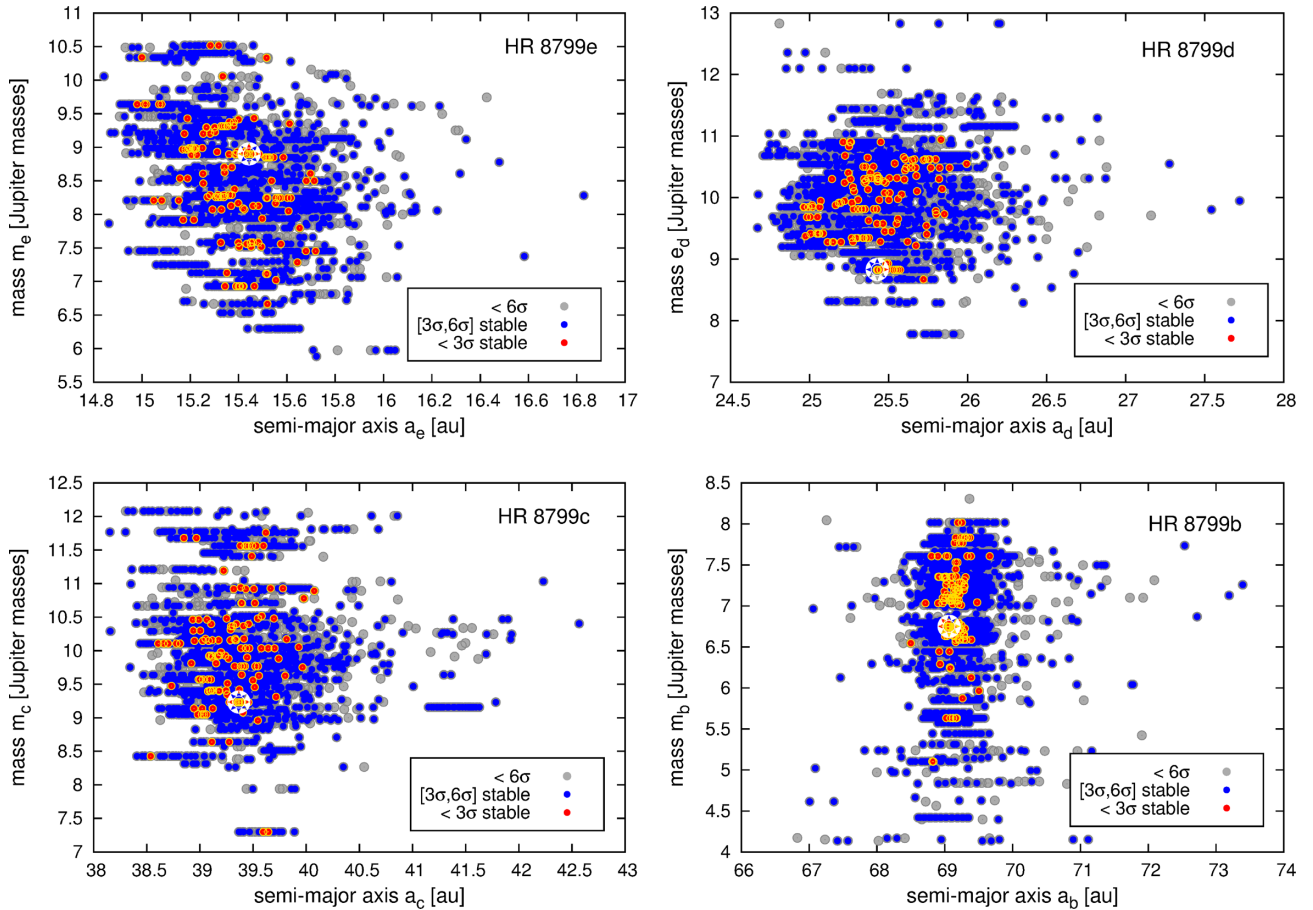 HR 8799e
mass m_e [Jupiter masses]
10.5
10
9.5
9
8.5
8
7.5
7
6.5
6
5.5
< 6σ
[3σ,6σ] stable
< 3σ stable
14.8 15 15.2 15.4 15.6 15.8 16 16.2 16.4 16.6 16.8 17
semi-major axis a_e [au]
HR 8799d
mass e_d [Jupiter masses]
13
12
11
10
9
8
7
< 6σ
[3σ,6σ] stable
< 3σ stable
24.5 25 25.5 26 26.5 27 27.5 28
semi-major axis a_d [au]
HR 8799c
mass m_c [Jupiter masses]
12.5
12
11.5
11
10.5
10
9.5
9
8.5
8
7.5
7
< 6σ
[3σ,6σ] stable
< 3σ stable
38 38.5 39 39.5 40 40.5 41 41.5 42 42.5 43
semi-major axis a_c [au]
HR 8799b
mass m_b [Jupiter masses]
8.5
8
7.5
7
6.5
6
5.5
5
4.5
4
< 6σ
[3σ,6σ] stable
< 3σ stable
66 67 68 69 70 71 72 73 74
semi-major axis a_b [au]